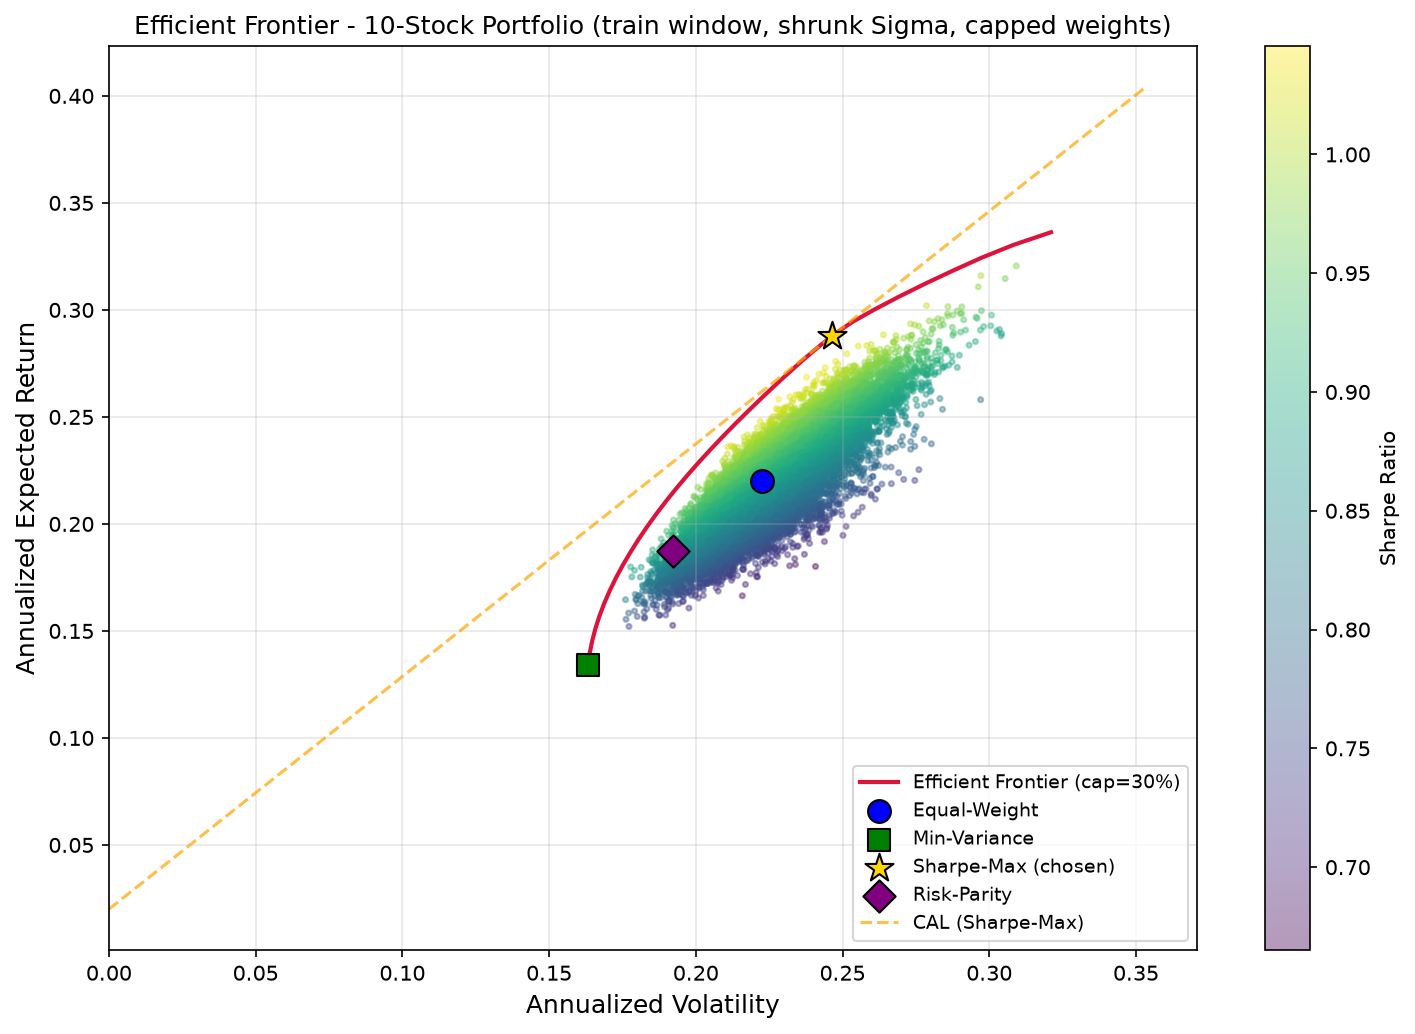 Efficient Frontier - 10-Stock Portfolio (train window, shrunk Sigma, capped weights)
Annualized Expected Return
0.40
0.35
0.30
0.25
0.20
0.15
0.10
0.05
0.00
0.05
0.10
0.15
0.20
0.25
0.30
0.35
Annualized Volatility
Efficient Frontier (cap=30%)
Equal-Weight
Min-Variance
Sharpe-Max (chosen)
Risk-Parity
CAL (Sharpe-Max)
1.00
0.95
0.90
0.85
0.80
0.75
0.70
Sharpe Ratio